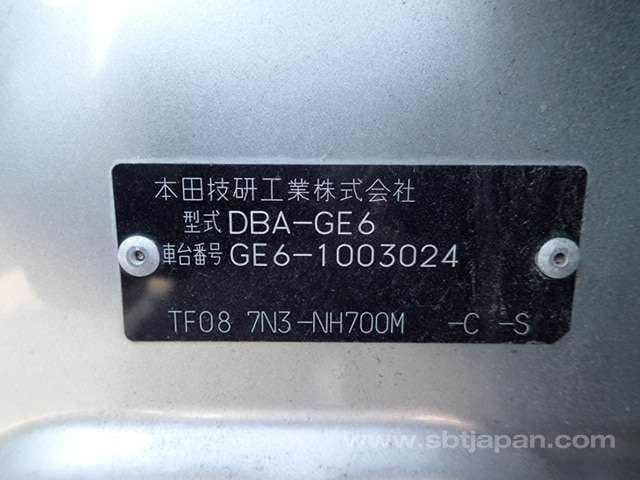 本田技研工業株式会社
型式 DBA-GE6
車台番号 GE6-1003024
TF08 7N3-NH700M -C -S
www.sbtjapan.com